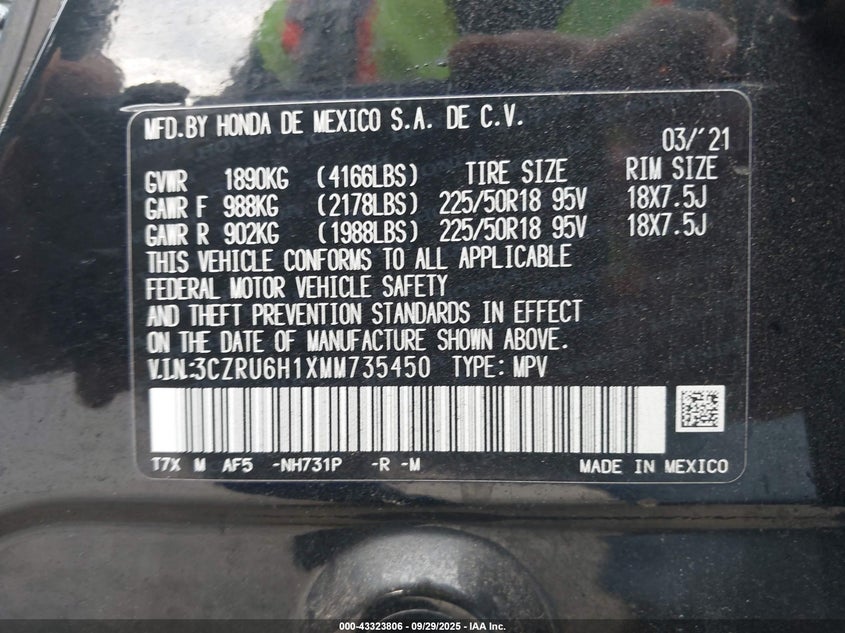 MFD.BY HONDA DE MEXICO S.A. DE C.V.
03/'21
GVWR 1890KG (4166LBS) TIRE SIZE RIM SIZE
GAWR F 988KG (2178LBS) 225/50R18 95V 18X7.5J
GAWR R 902KG (1988LBS) 225/50R18 95V 18X7.5J
THIS VEHICLE CONFORMS TO ALL APPLICABLE
FEDERAL MOTOR VEHICLE SAFETY
AND THEFT PREVENTION STANDARDS IN EFFECT
ON THE DATE OF MANUFACTURE SHOWN ABOVE.
V.I.N.:3CZRU6H1XMM735450 TYPE: MPV
T7X M AF5 -NH731P -R -M MADE IN MEXICO
000-43323806 - 09/29/2025 - IAA Inc.